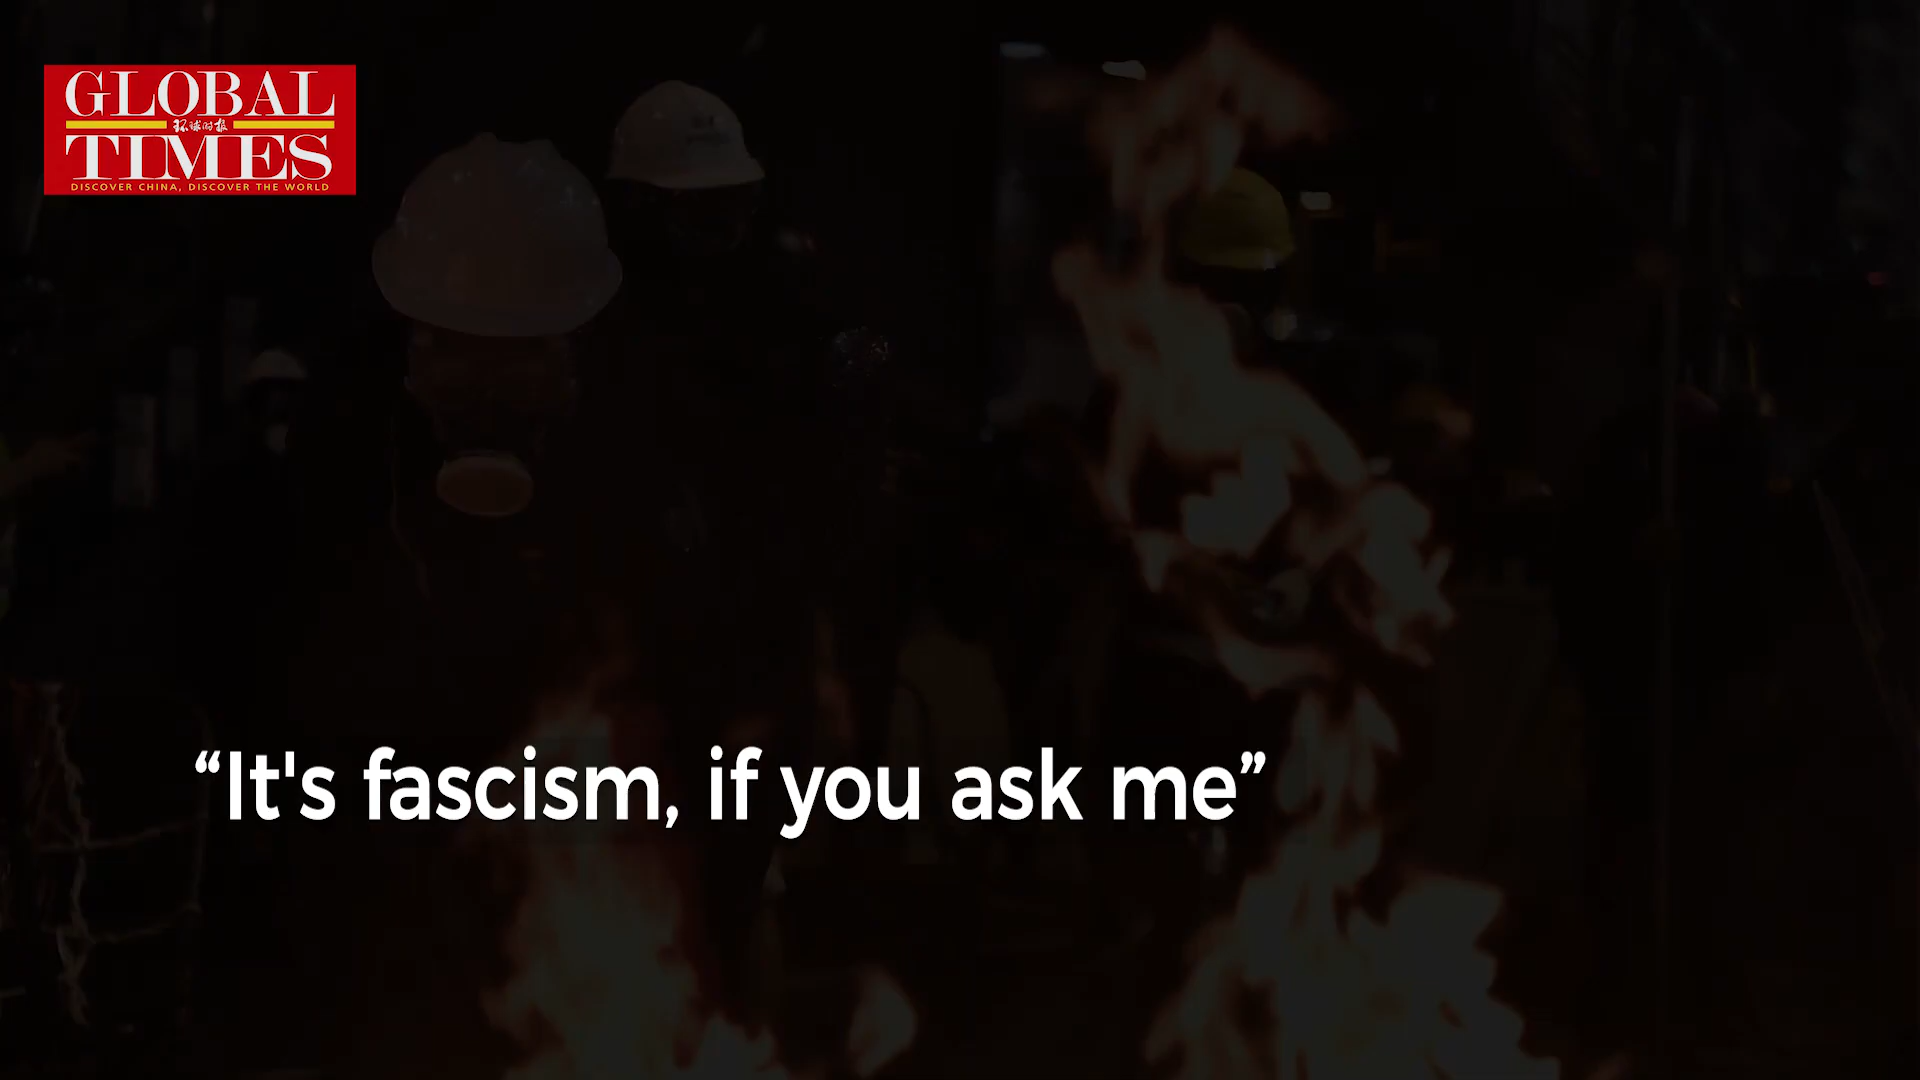 GLOBAL
环球时报
TIMES
DISCOVER CHINA, DISCOVER THE WORLD
“It's fascism, if you ask me”